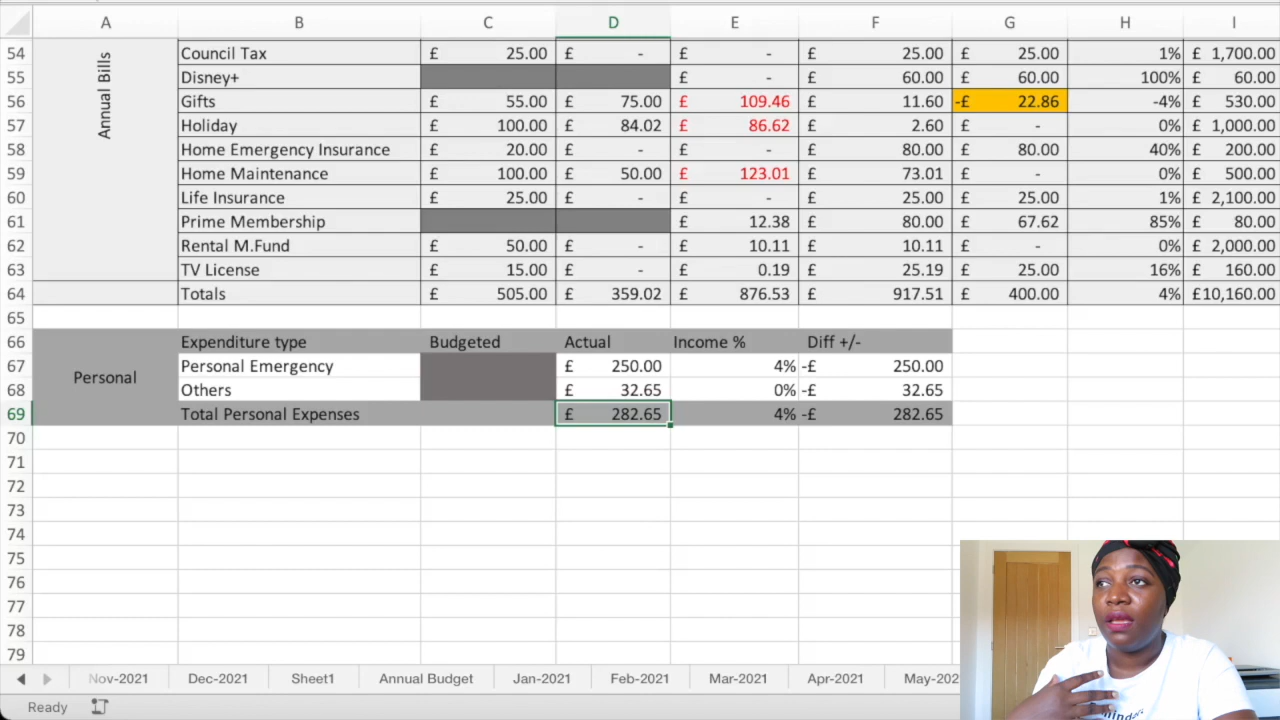 A B C D E F G H I
54 Council Tax £ 25.00 £ - £ - £ 25.00 £ 25.00 1% £ 1,700.00
55 Disney+ £ - £ 60.00 £ 60.00 100% £ 60.00
56 Gifts £ 55.00 £ 75.00 £ 109.46 £ 11.60 -£ 22.86 -4% £ 530.00
57 Holiday £ 100.00 £ 84.02 £ 86.62 £ 2.60 £ - 0% £ 1,000.00
58 Home Emergency Insurance £ 20.00 £ - £ - £ 80.00 £ 80.00 40% £ 200.00
59 Home Maintenance £ 100.00 £ 50.00 £ 123.01 £ 73.01 £ - 0% £ 500.00
60 Life Insurance £ 25.00 £ - £ - £ 25.00 £ 25.00 1% £ 2,100.00
61 Prime Membership £ 12.38 £ 80.00 £ 67.62 85% £ 80.00
62 Rental M.Fund £ 50.00 £ - £ 10.11 £ 10.11 £ - 0% £ 2,000.00
63 TV License £ 15.00 £ - £ 0.19 £ 25.19 £ 25.00 16% £ 160.00
64 Totals £ 505.00 £ 359.02 £ 876.53 £ 917.51 £ 400.00 4% £10,160.00
Annual Bills
65
66 Expenditure type Budgeted Actual Income % Diff +/-
67 Personal Emergency £ 250.00 4% -£ 250.00
Personal
68 Others £ 32.65 0% -£ 32.65
69 Total Personal Expenses £ 282.65 4% -£ 282.65
70
71
72
73
74
75
76
77
78
79
Nov-2021 Dec-2021 Sheet1 Annual Budget Jan-2021 Feb-2021 Mar-2021 Apr-2021 May-202
Ready